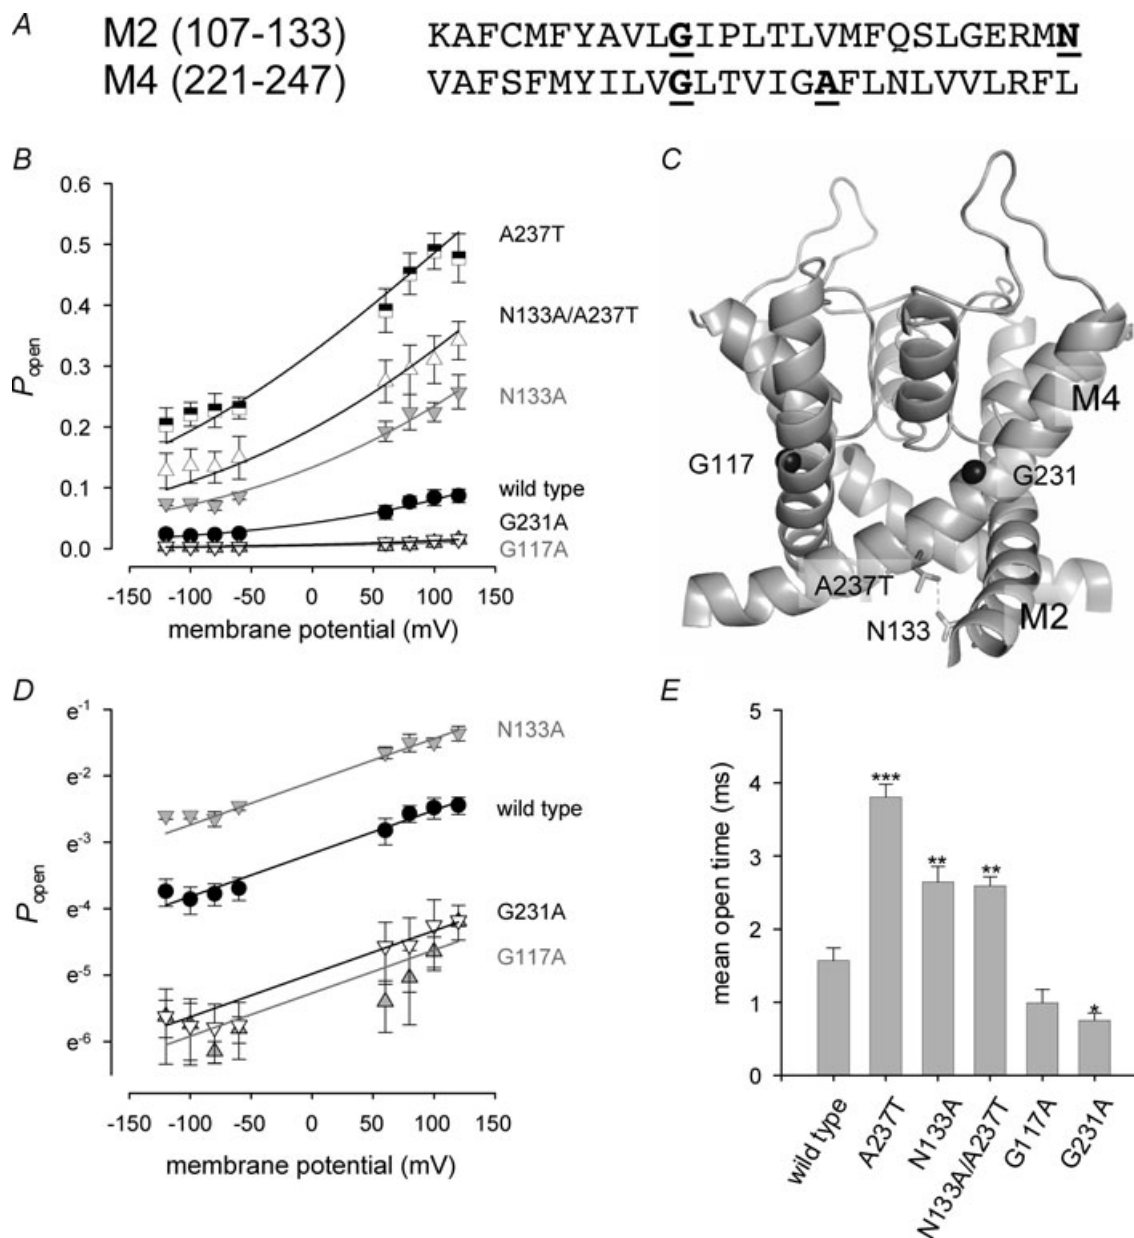 A
M2 (107-133) KAFCMFYAVLGIPLTLVMFQSLGERMN
M4 (221-247) VAFSFMYILVGLTVIGAFLNLVVLRFL
B
0.6
0.5
0.4
0.3
0.2
0.1
0.0
Popen
A237T
N133A/A237T
N133A
wild type
G231A
G117A
-150 -100 -50 0 50 100 150
membrane potential (mV)
C
M4
G117
G231
A237T
N133
M2
D
e-1
e-2
e-3
e-4
e-5
e-6
Popen
N133A
wild type
G231A
G117A
-150 -100 -50 0 50 100 150
membrane potential (mV)
E
5
4
3
2
1
0
mean open time (ms)
***
**
**
*
wild type
A237T
N133A
N133A/A237T
G117A
G231A